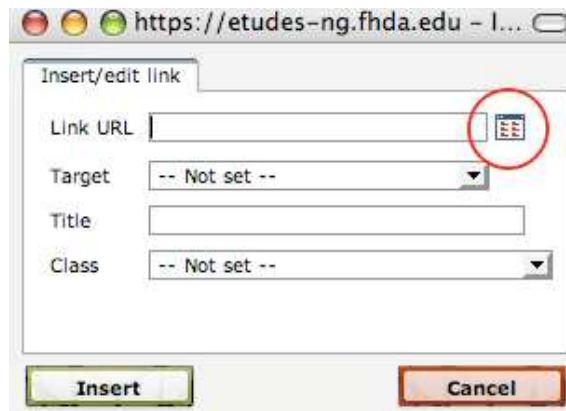 https://etudes-ng.fhda.edu – I...
Insert/edit link
Link URL
Target -- Not set --
Title
Class -- Not set --
Insert Cancel